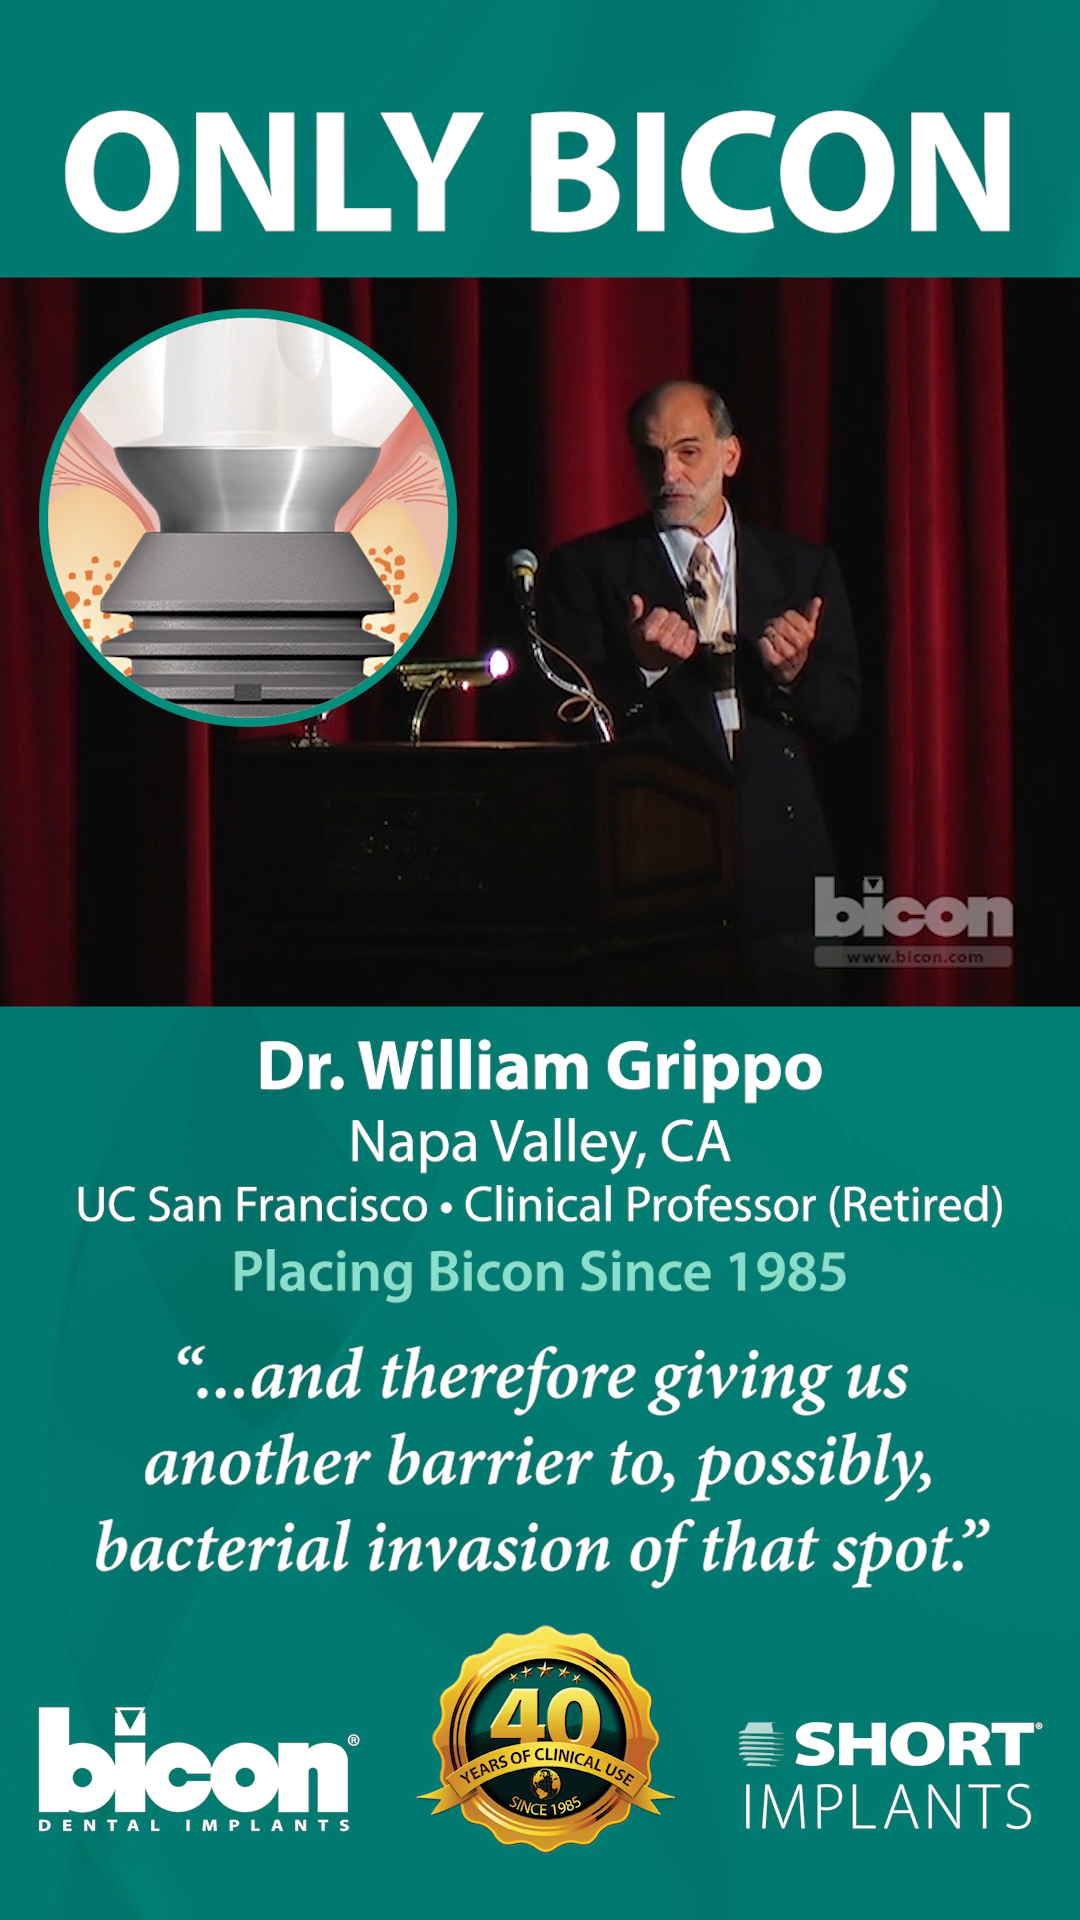 ONLY BICON
bicon
www.bicon.com
Dr. William Grippo
Napa Valley, CA
UC San Francisco • Clinical Professor (Retired)
Placing Bicon Since 1985
“...and therefore giving us
another barrier to, possibly,
bacterial invasion of that spot.”
bicon®
DENTAL IMPLANTS
40
YEARS OF CLINICAL USE
SINCE 1985
SHORT®
IMPLANTS